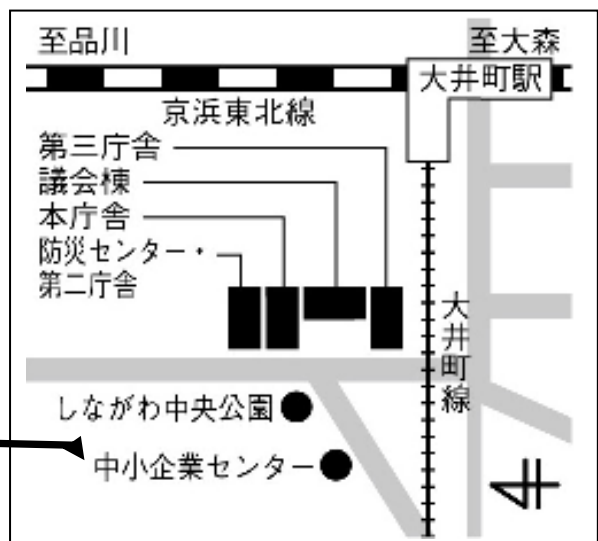 至品川
至大森
大井町駅
京浜東北線
第三庁舎
議会棟
本庁舎
防災センター・
第二庁舎
大井町線
しながわ中央公園
中小企業センター